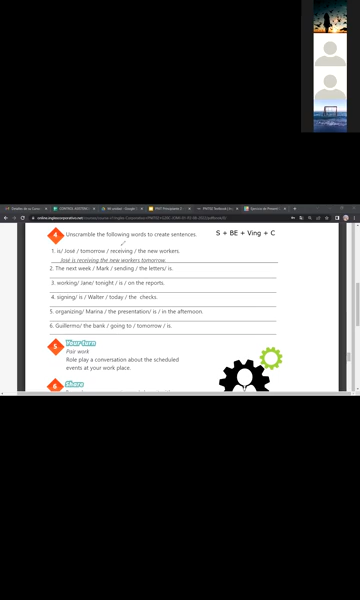 online.inglescorporativo.net
4 Unscramble the following words to create sentences.
S + BE + Ving + C
1. is/ José / tomorrow / receiving / the new workers.
José is receiving the new workers tomorrow.
2. The next week / Mark / sending / the letters/ is.
3. working/ Jane/ tonight / is / on the reports.
4. signing/ is / Walter / today / the checks.
5. organizing/ Marina / the presentation/ is / in the afternoon.
6. Guillermo/ the bank / going to / tomorrow / is.
5 Your turn
Pair work
Role play a conversation about the scheduled
events at your work place.
6 Share